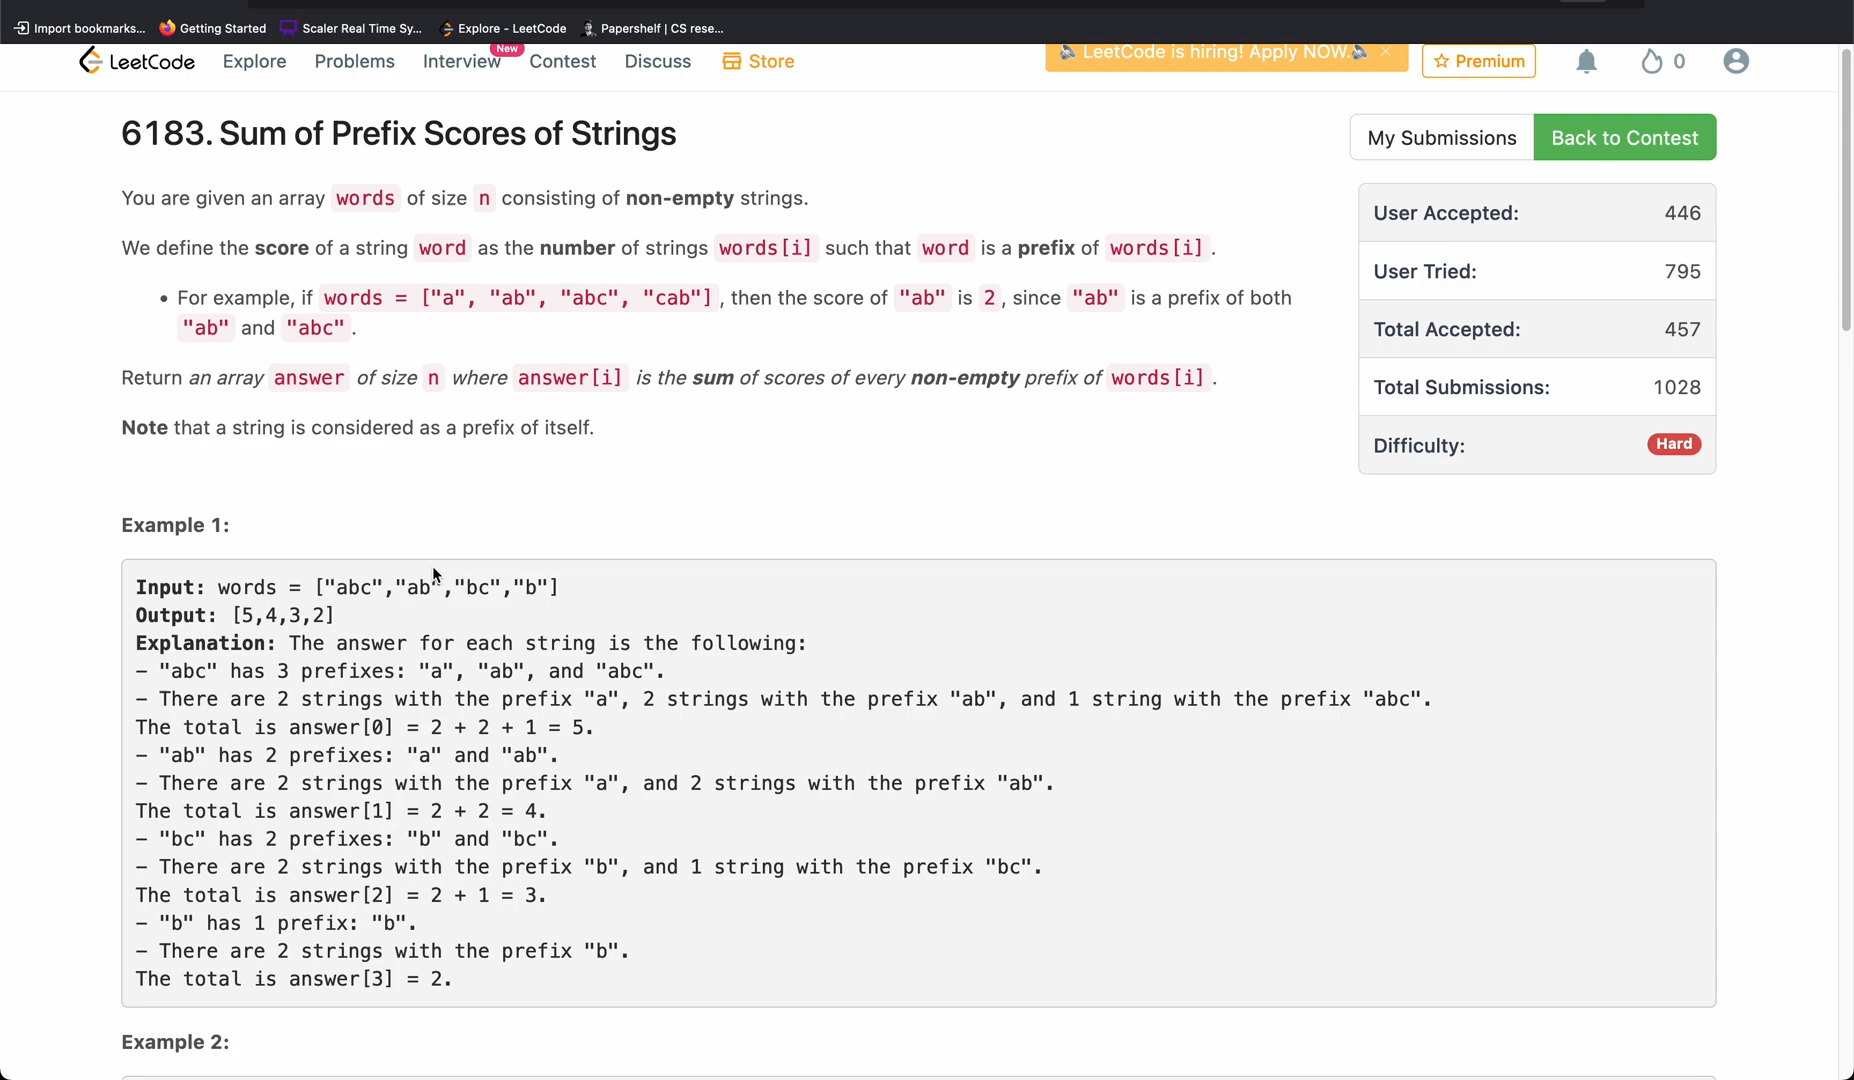 Import bookmarks... Getting Started Scaler Real Time Sy... Explore - LeetCode Papershelf | CS rese...
LeetCode Explore Problems Interview New Contest Discuss Store LeetCode is hiring! Apply NOW. × Premium 0
6183. Sum of Prefix Scores of Strings
My Submissions Back to Contest
You are given an array words of size n consisting of non-empty strings.
We define the score of a string word as the number of strings words[i] such that word is a prefix of words[i].
• For example, if words = ["a", "ab", "abc", "cab"], then the score of "ab" is 2, since "ab" is a prefix of both
"ab" and "abc".
Return an array answer of size n where answer[i] is the sum of scores of every non-empty prefix of words[i].
Note that a string is considered as a prefix of itself.
User Accepted: 446
User Tried: 795
Total Accepted: 457
Total Submissions: 1028
Difficulty: Hard
Example 1:
Input: words = ["abc","ab","bc","b"]
Output: [5,4,3,2]
Explanation: The answer for each string is the following:
- "abc" has 3 prefixes: "a", "ab", and "abc".
- There are 2 strings with the prefix "a", 2 strings with the prefix "ab", and 1 string with the prefix "abc".
The total is answer[0] = 2 + 2 + 1 = 5.
- "ab" has 2 prefixes: "a" and "ab".
- There are 2 strings with the prefix "a", and 2 strings with the prefix "ab".
The total is answer[1] = 2 + 2 = 4.
- "bc" has 2 prefixes: "b" and "bc".
- There are 2 strings with the prefix "b", and 1 string with the prefix "bc".
The total is answer[2] = 2 + 1 = 3.
- "b" has 1 prefix: "b".
- There are 2 strings with the prefix "b".
The total is answer[3] = 2.
Example 2: